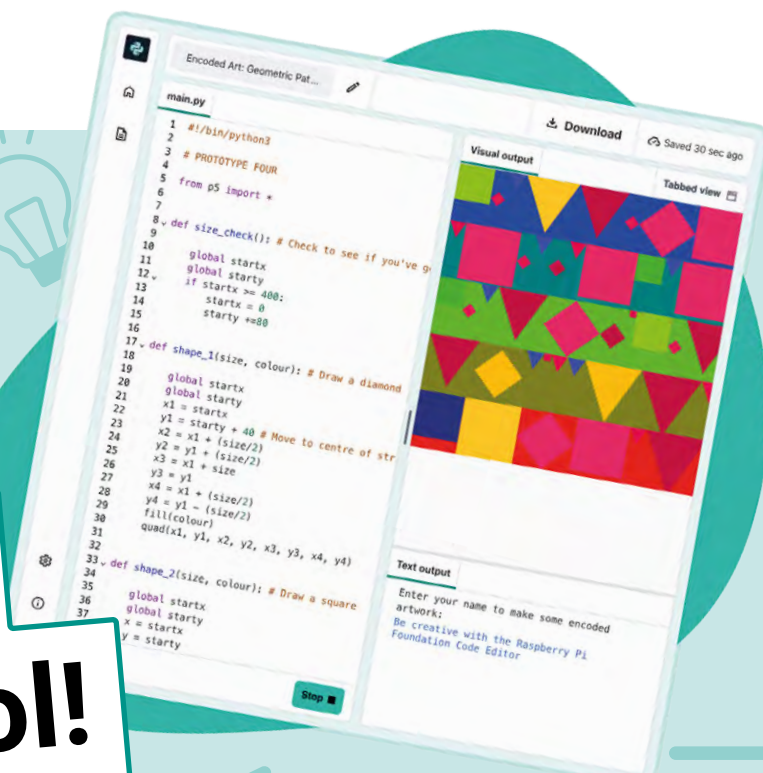 Encoded Art: Geometric Pat...
Download
Saved 30 sec ago
main.py
1 #!/bin/python3
2
3 # PROTOTYPE FOUR
4
5 from p5 import *
6
7
8 def size_check(): # Check to see if you've g
9
10 global startx
11 global starty
12 if startx >= 400:
13 startx = 0
14 starty +=80
15
16
17 def shape_1(size, colour): # Draw a diamond
18
19 global startx
20 global starty
21 x1 = startx
22 y1 = starty + 40 # Move to centre of str
23 x2 = x1 + (size/2)
24 y2 = y1 + (size/2)
25 x3 = x1 + size
26 y3 = y1
27 x4 = x1 + (size/2)
28 y4 = y1 - (size/2)
29 fill(colour)
30 quad(x1, y1, x2, y2, x3, y3, x4, y4)
31
32
33 def shape_2(size, colour): # Draw a square
34
35 global startx
36 global starty
37 x = startx
y = starty
Stop
Visual output
Tabbed view
Text output
Enter your name to make some encoded
artwork:
Be creative with the Raspberry Pi
Foundation Code Editor
ol!